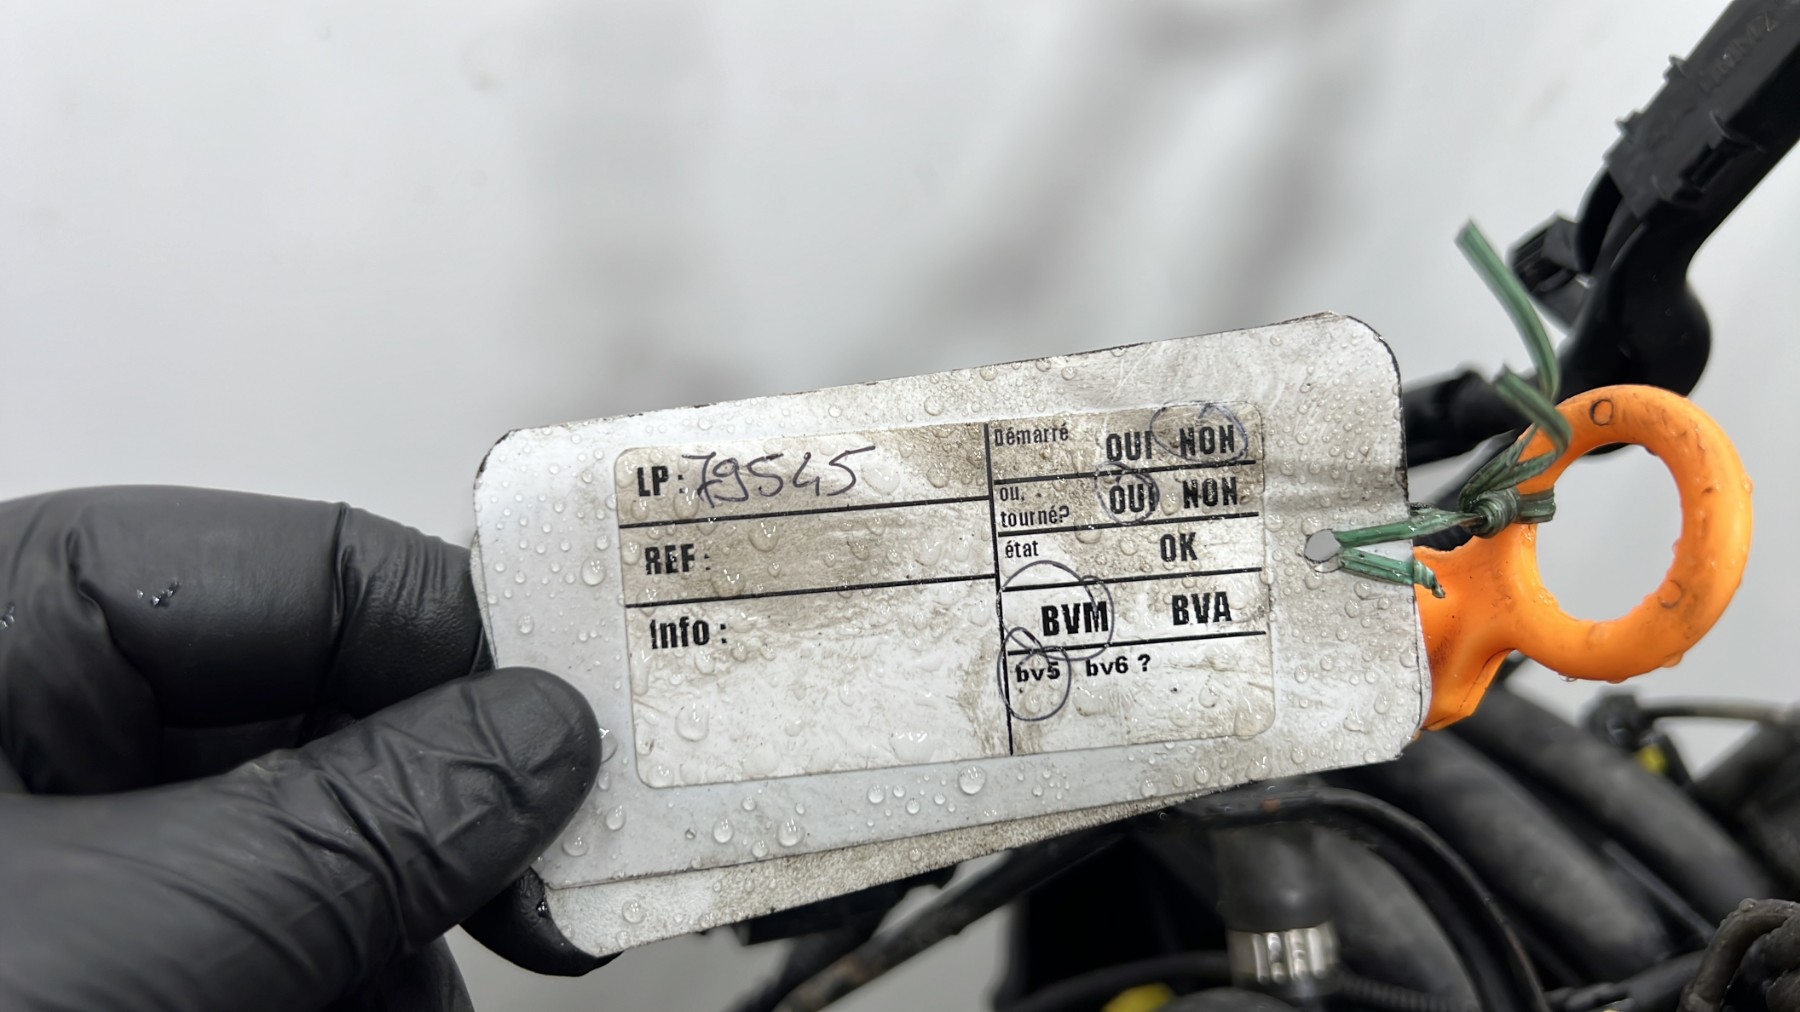 LP : 79545
REF :
Info :
Démarré OUI NON
ou,
tourné? OUI NON
état OK
BVM BVA
bv5 bv6 ?